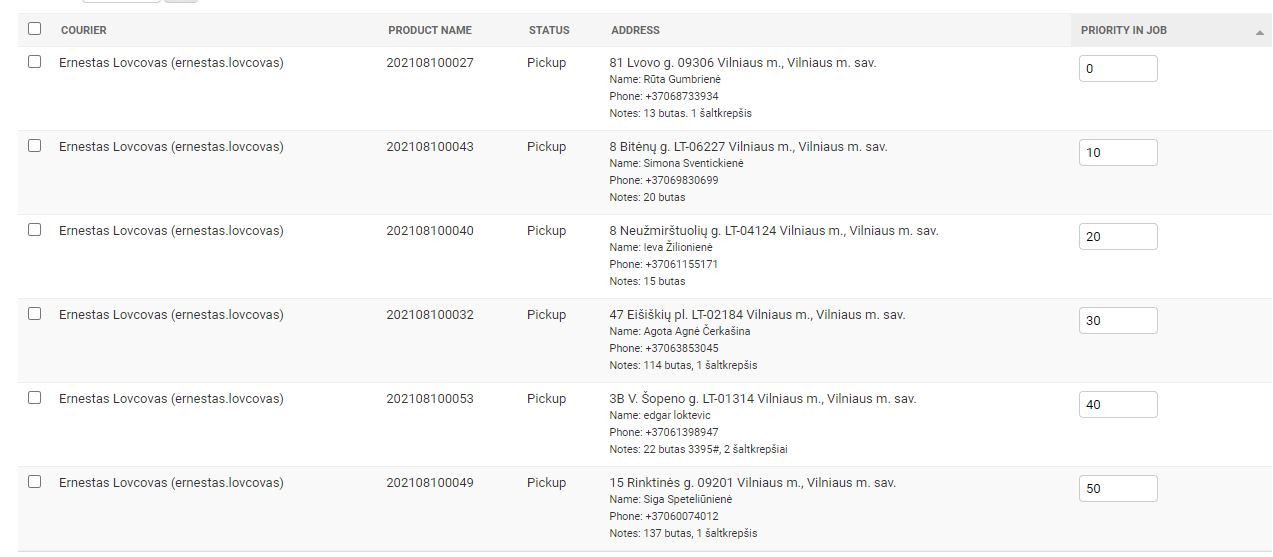 COURIER PRODUCT NAME STATUS ADDRESS PRIORITY IN JOB
Ernestas Lovcovas (ernestas.lovcovas) 202108100027 Pickup 81 Lvovo g. 09306 Vilniaus m., Vilniaus m. sav. 0
Name: Rūta Gumbrienė
Phone: +37068733934
Notes: 13 butas. 1 šaltkrepšis
Ernestas Lovcovas (ernestas.lovcovas) 202108100043 Pickup 8 Bitėnų g. LT-06227 Vilniaus m., Vilniaus m. sav. 10
Name: Simona Sventickienė
Phone: +37069830699
Notes: 20 butas
Ernestas Lovcovas (ernestas.lovcovas) 202108100040 Pickup 8 Neužmirštuolių g. LT-04124 Vilniaus m., Vilniaus m. sav. 20
Name: Ieva Žilionienė
Phone: +37061155171
Notes: 15 butas
Ernestas Lovcovas (ernestas.lovcovas) 202108100032 Pickup 47 Eišiškių pl. LT-02184 Vilniaus m., Vilniaus m. sav. 30
Name: Agota Agnė Čerkašina
Phone: +37063853045
Notes: 114 butas, 1 šaltkrepšis
Ernestas Lovcovas (ernestas.lovcovas) 202108100053 Pickup 3B V. Šopeno g. LT-01314 Vilniaus m., Vilniaus m. sav. 40
Name: edgar loktevic
Phone: +37061398947
Notes: 22 butas 3395#, 2 šaltkrepšiai
Ernestas Lovcovas (ernestas.lovcovas) 202108100049 Pickup 15 Rinktinės g. 09201 Vilniaus m., Vilniaus m. sav. 50
Name: Siga Speteliūnienė
Phone: +37060074012
Notes: 137 butas, 1 šaltkrepšis